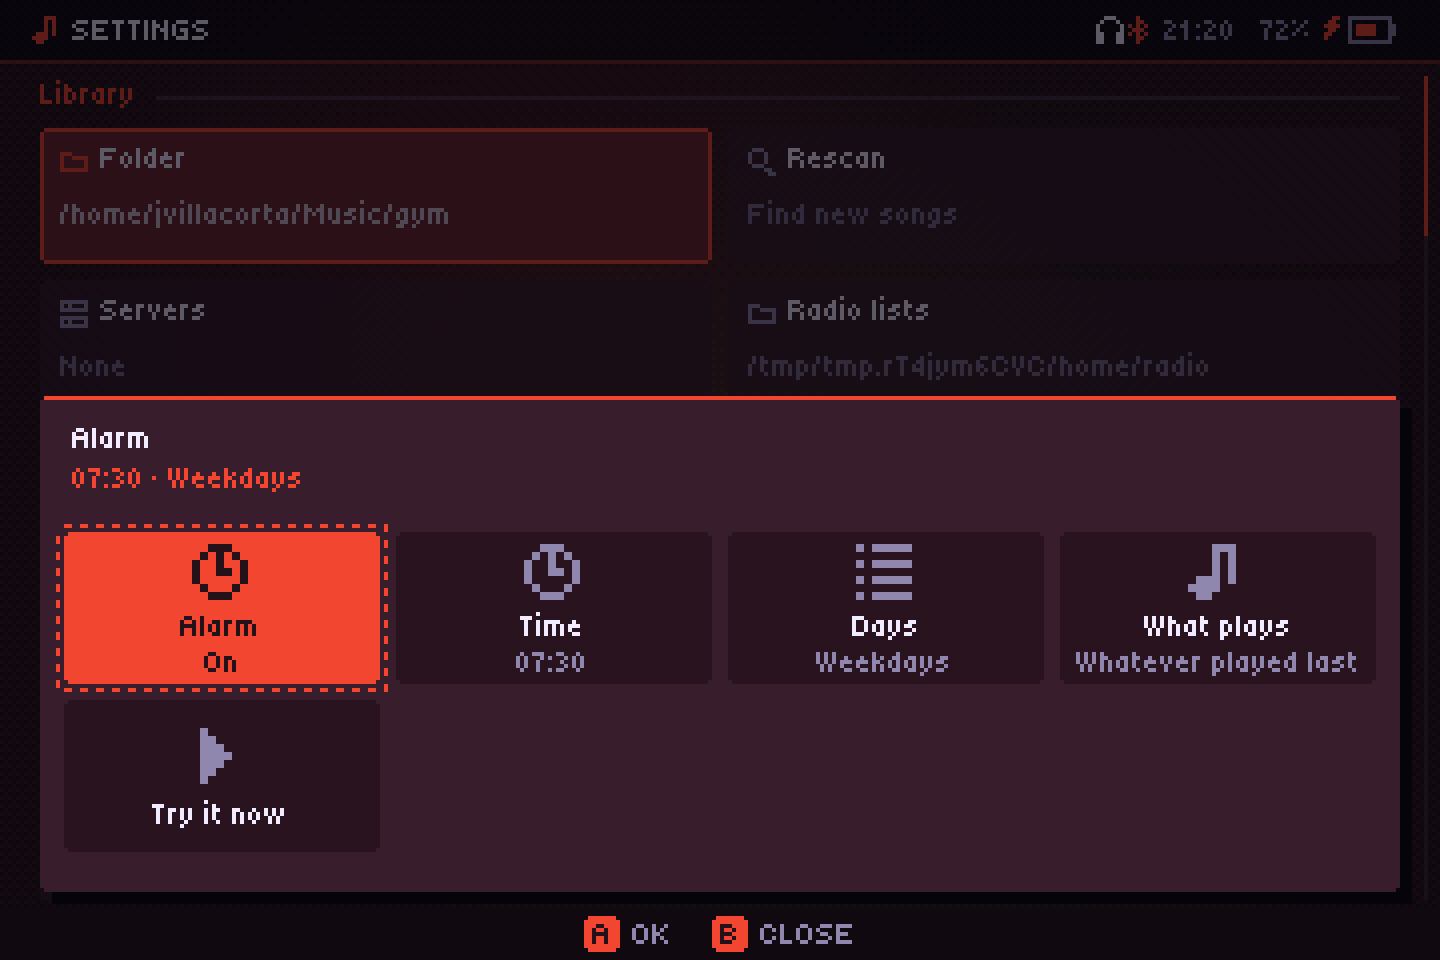 SETTINGS
21:20 72%
Library
Folder
/home/jvillacorta/Music/gym
Rescan
Find new songs
Servers
None
Radio lists
/tmp/tmp.rT4jym6CVC/home/radio
Alarm
07:30 · Weekdays
Alarm
On
Time
07:30
Days
Weekdays
What plays
Whatever played last
Try it now
A OK B CLOSE